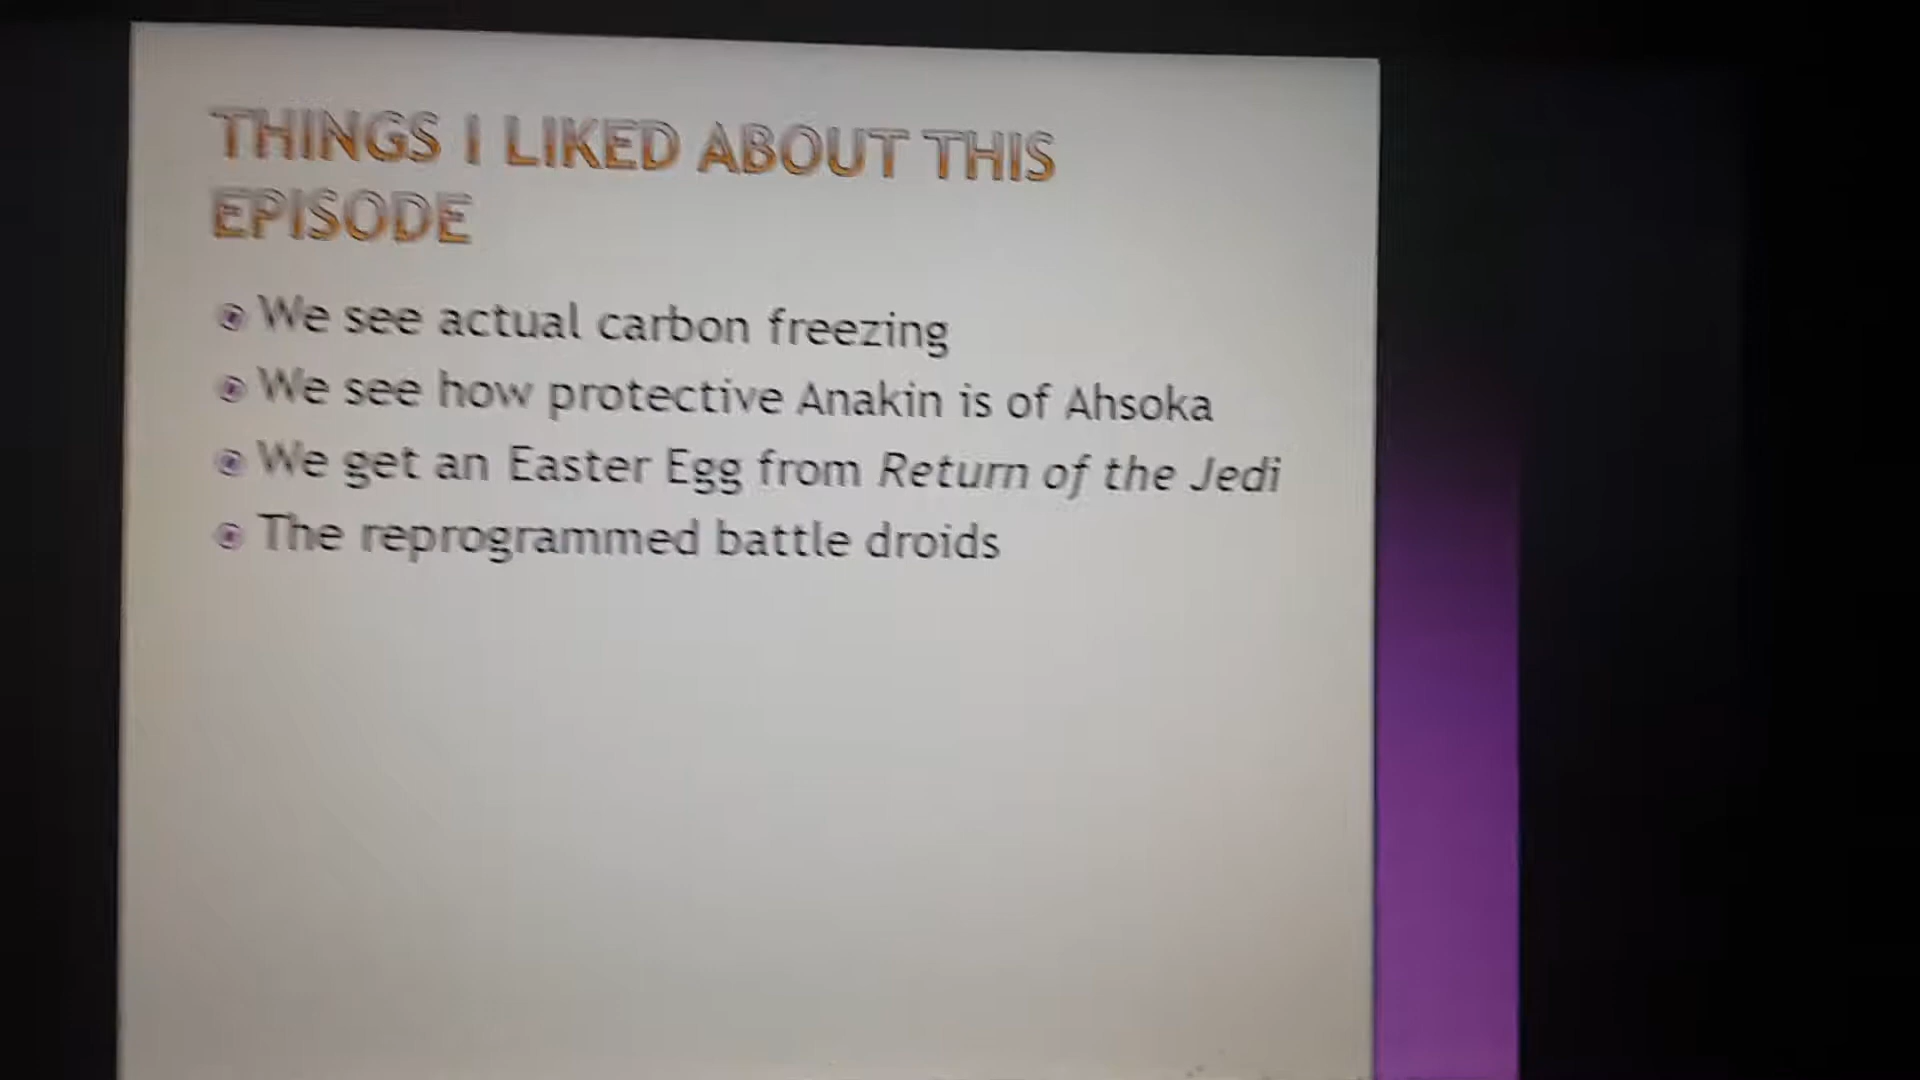 THINGS I LIKED ABOUT THIS
EPISODE
We see actual carbon freezing
We see how protective Anakin is of Ahsoka
We get an Easter Egg from Return of the Jedi
The reprogrammed battle droids